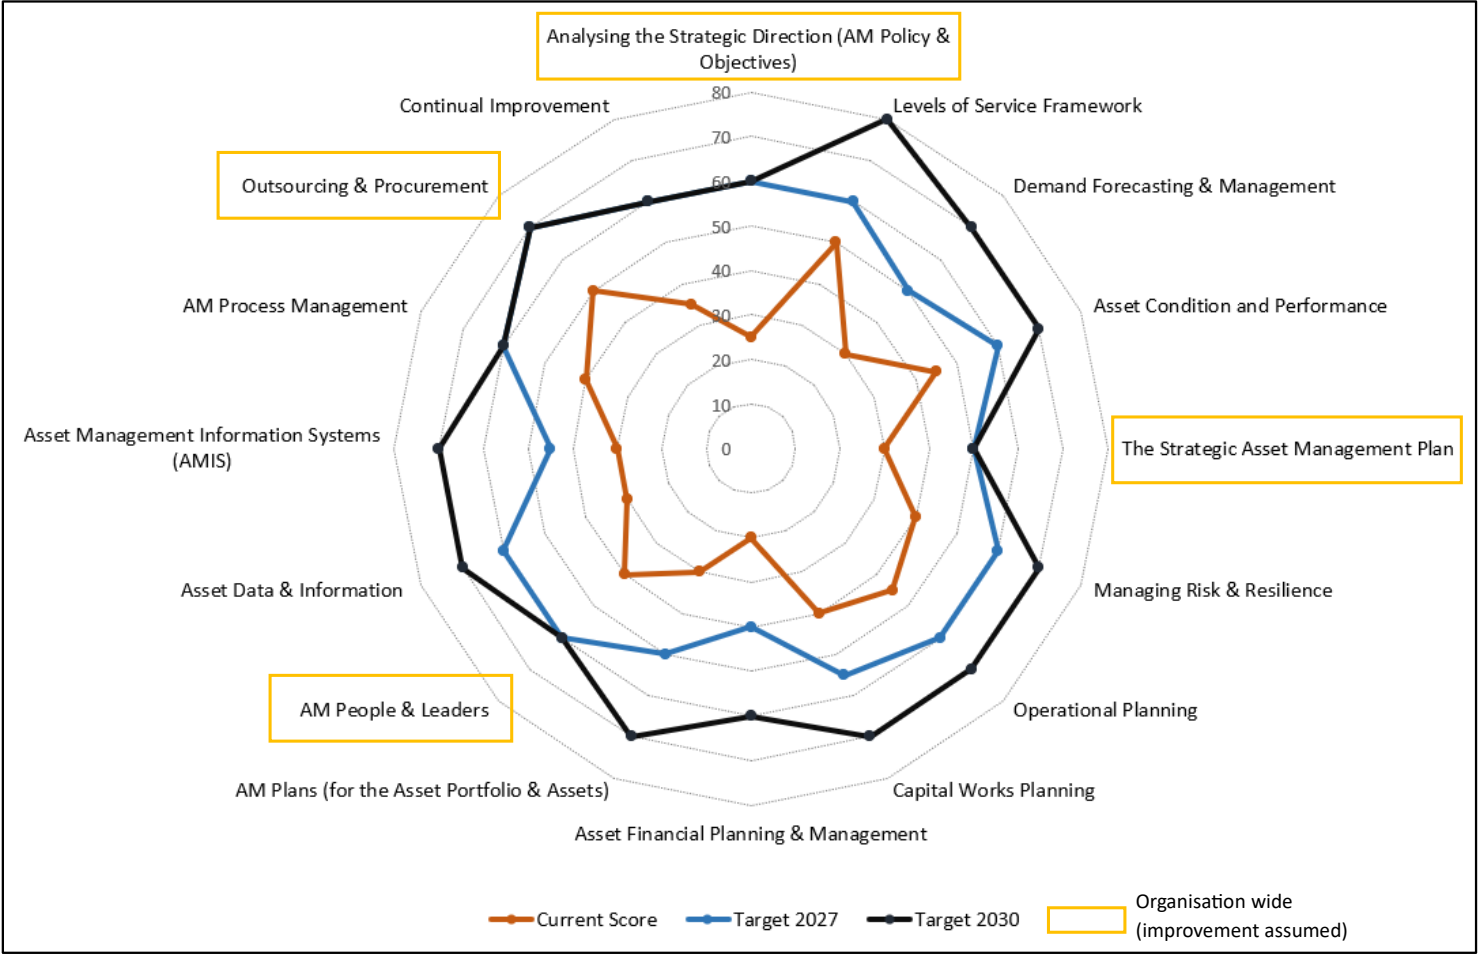 Analysing the Strategic Direction (AM Policy &
Objectives)
Continual Improvement
Levels of Service Framework
Outsourcing & Procurement
Demand Forecasting & Management
AM Process Management
Asset Condition and Performance
Asset Management Information Systems
(AMIS)
The Strategic Asset Management Plan
Asset Data & Information
Managing Risk & Resilience
AM People & Leaders
Operational Planning
AM Plans (for the Asset Portfolio & Assets)
Capital Works Planning
Asset Financial Planning & Management
80
70
60
50
40
30
20
10
0
Current Score
Target 2027
Target 2030
Organisation wide
(improvement assumed)